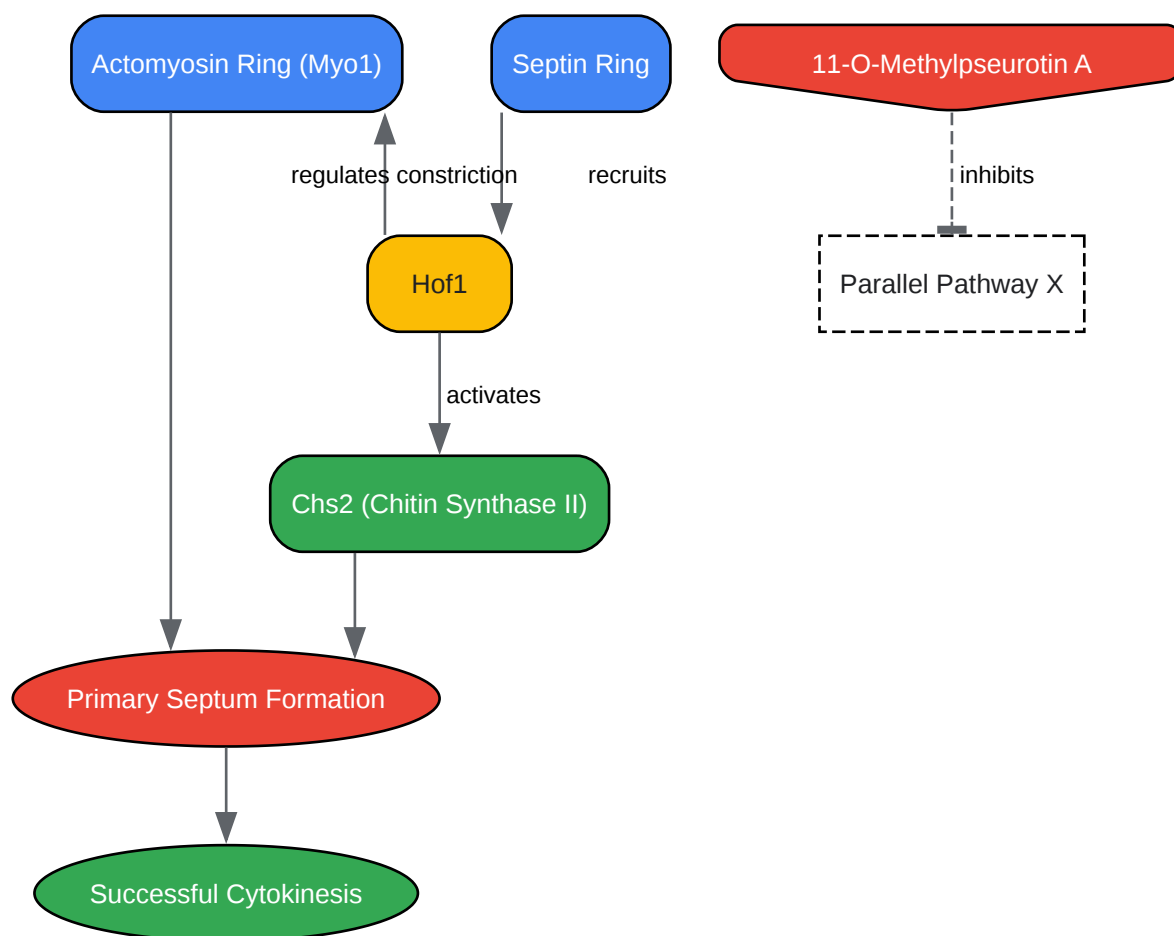 Actomyosin Ring (Myo1)
Septin Ring
11-O-Methylpseurotin A
regulates constriction
recruits
inhibits
Hof1
Parallel Pathway X
activates
Chs2 (Chitin Synthase II)
Primary Septum Formation
Successful Cytokinesis